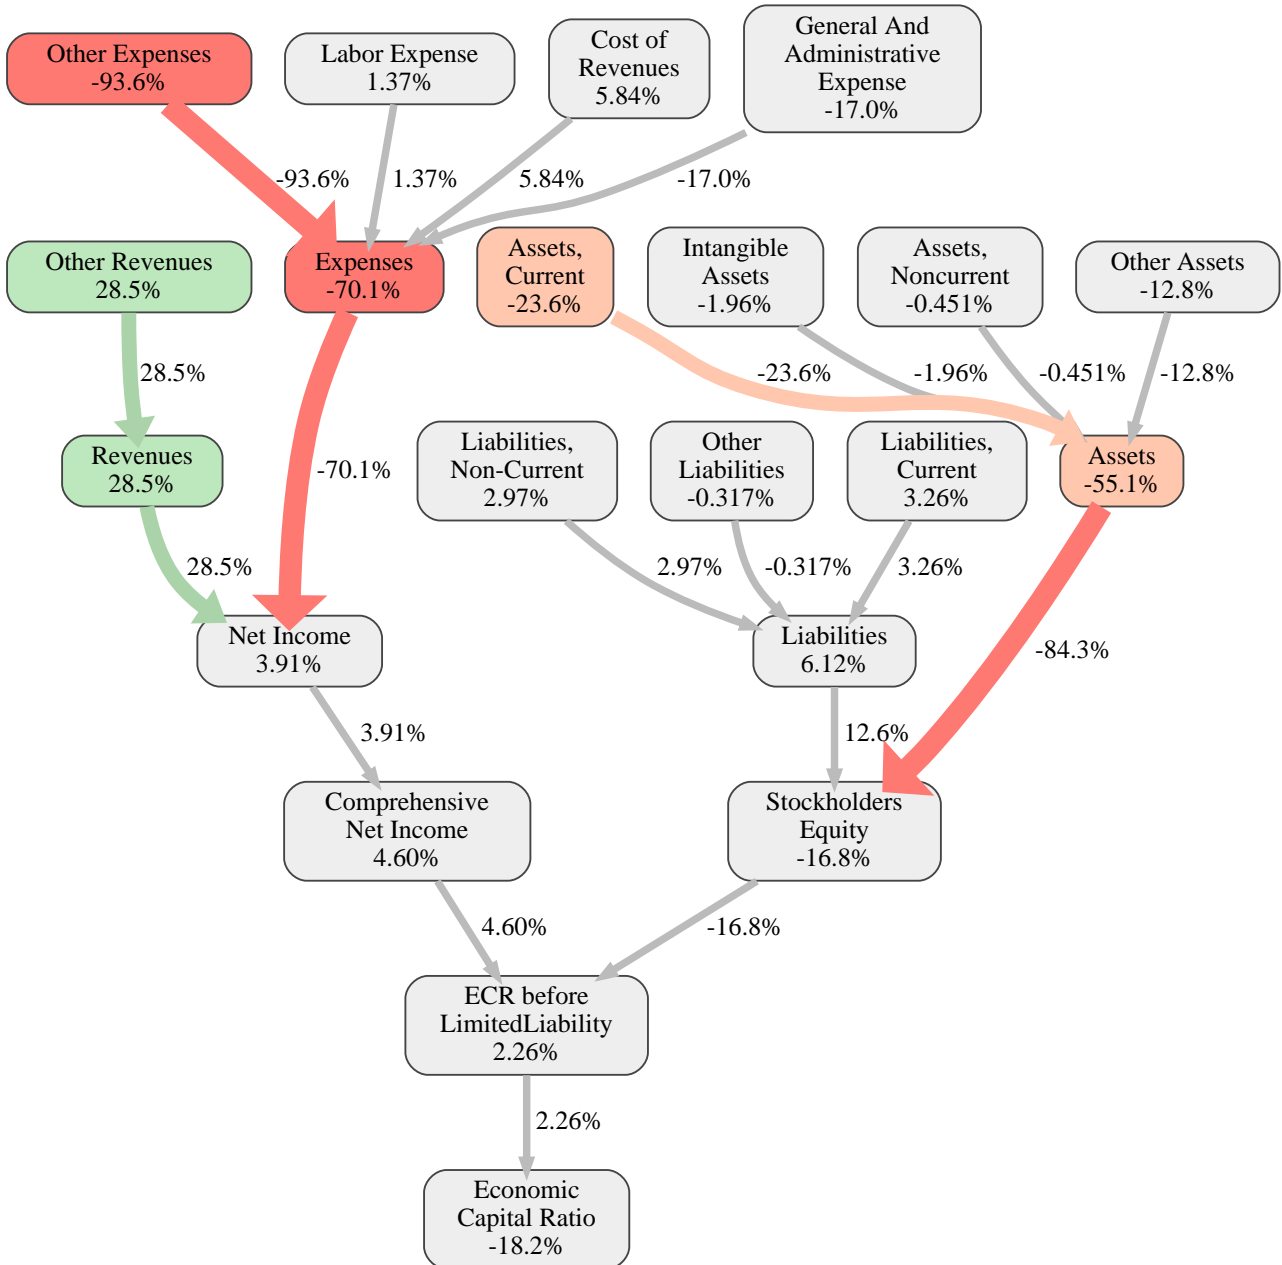 Other Expenses
-93.6%
Labor Expense
1.37%
Cost of
Revenues
5.84%
General And
Administrative
Expense
-17.0%
-93.6%
1.37%
5.84%
-17.0%
Other Revenues
28.5%
Expenses
-70.1%
Assets,
Current
-23.6%
Intangible
Assets
-1.96%
Assets,
Noncurrent
-0.451%
Other Assets
-12.8%
28.5%
-23.6%
-1.96%
-0.451%
-12.8%
Revenues
28.5%
-70.1%
Liabilities,
Non-Current
2.97%
Other
Liabilities
-0.317%
Liabilities,
Current
3.26%
Assets
-55.1%
28.5%
2.97%
-0.317%
3.26%
Net Income
3.91%
Liabilities
6.12%
-84.3%
3.91%
12.6%
Comprehensive
Net Income
4.60%
Stockholders
Equity
-16.8%
4.60%
-16.8%
ECR before
LimitedLiability
2.26%
2.26%
Economic
Capital Ratio
-18.2%